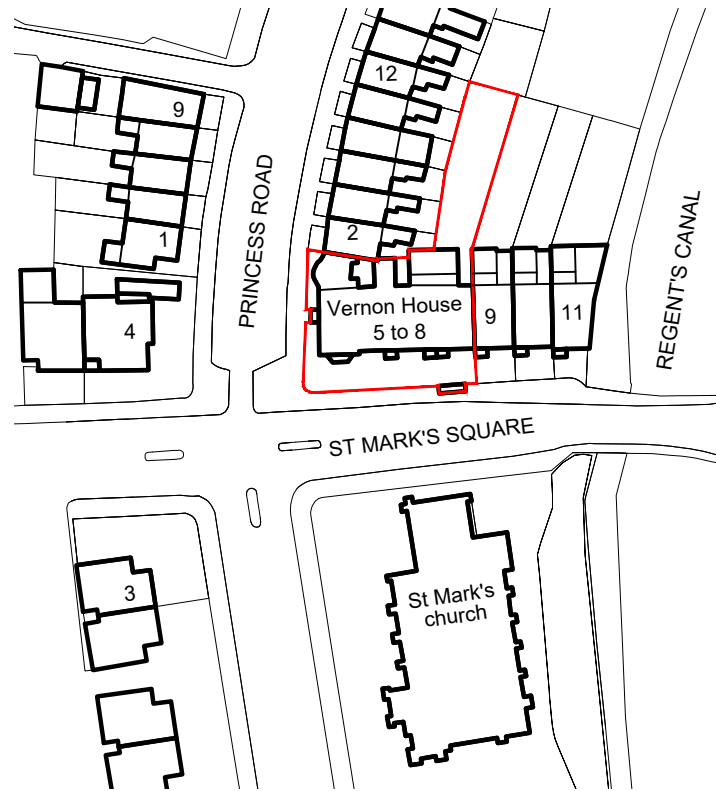 12
9
PRINCESS ROAD
REGENT'S CANAL
1
2
Vernon House
5 to 8
9
11
4
ST MARK'S SQUARE
3
St Mark's
church